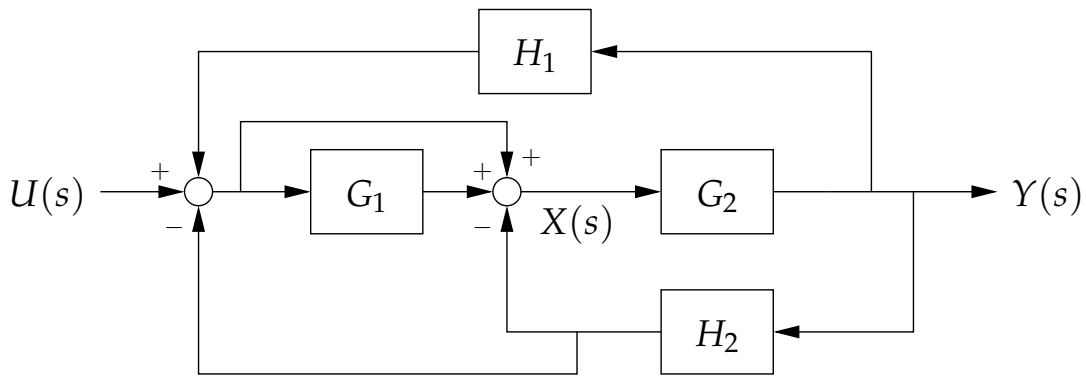 H₁
+
+
+
+
U(s)
G₁
G₂
Y(s)
−
−
X(s)
H₂